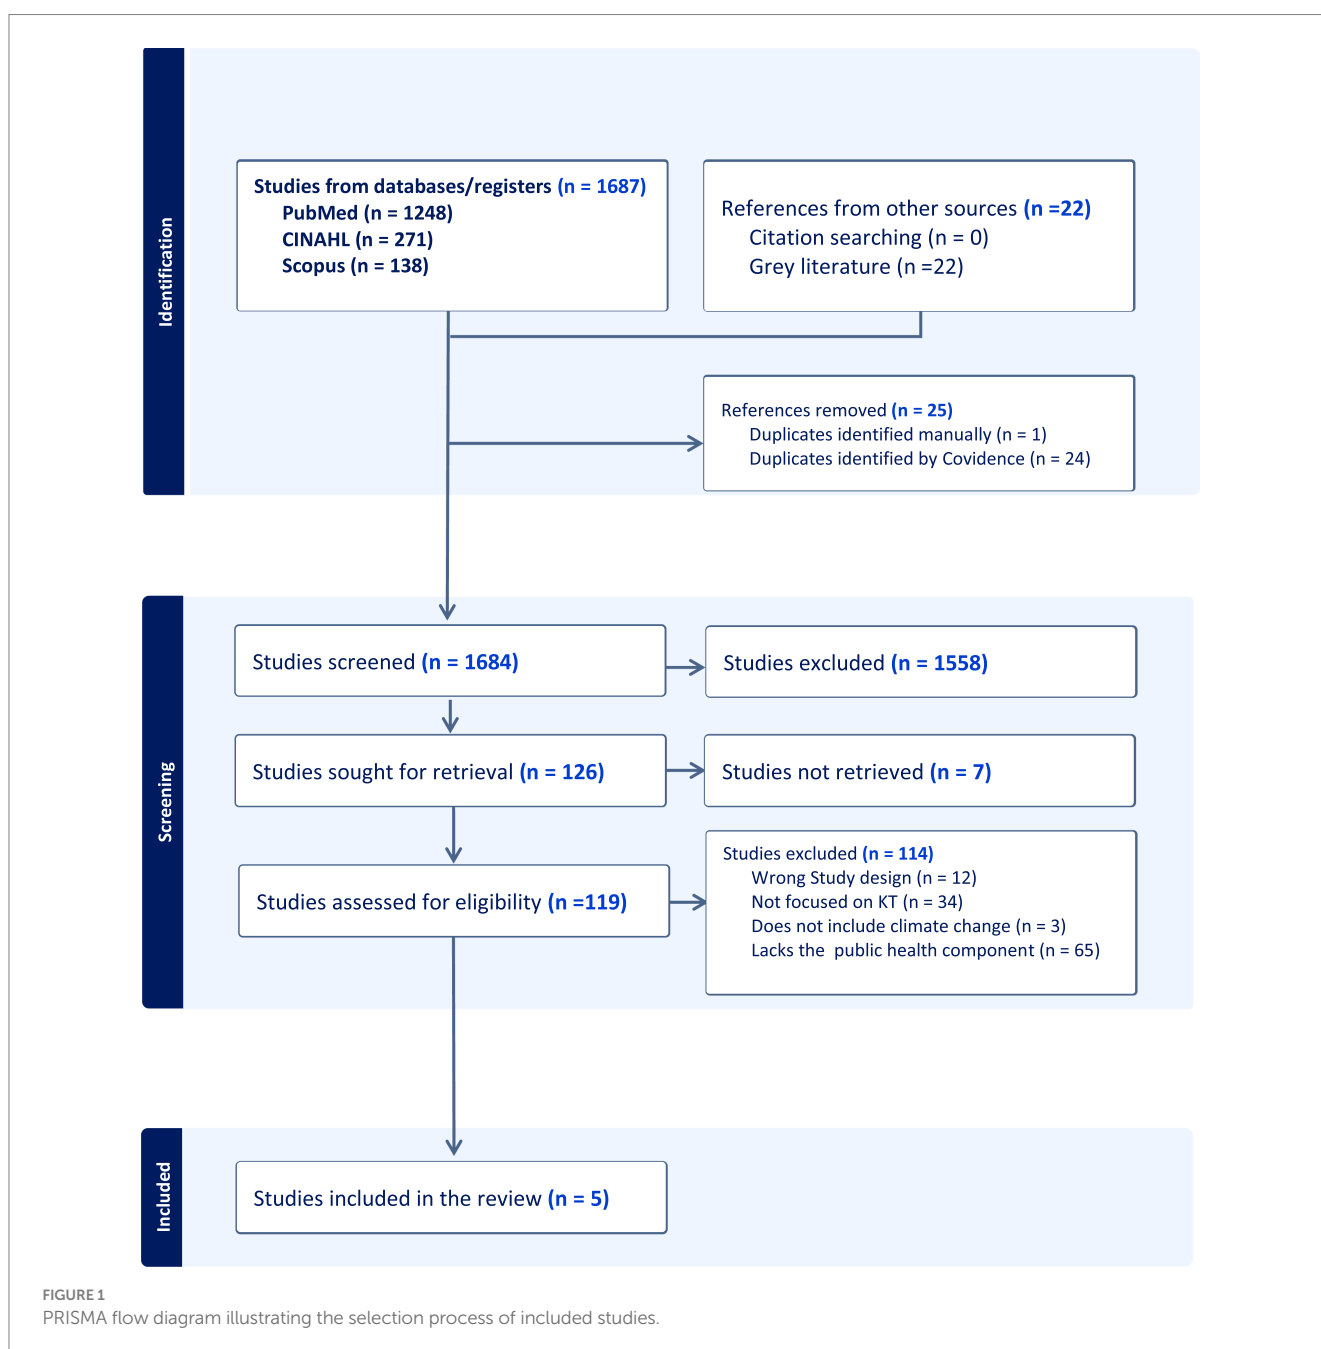 Identification
Studies from databases/registers (n = 1687)
PubMed (n = 1248)
CINAHL (n = 271)
Scopus (n = 138)
References from other sources (n =22)
Citation searching (n = 0)
Grey literature (n =22)
References removed (n = 25)
Duplicates identified manually (n = 1)
Duplicates identified by Covidence (n = 24)
Screening
Studies screened (n = 1684)
Studies excluded (n = 1558)
Studies sought for retrieval (n = 126)
Studies not retrieved (n = 7)
Studies assessed for eligibility (n =119)
Studies excluded (n = 114)
Wrong Study design (n = 12)
Not focused on KT (n = 34)
Does not include climate change (n = 3)
Lacks the  public health component (n = 65)
Included
Studies included in the review (n = 5)
FIGURE 1
PRISMA flow diagram illustrating the selection process of included studies.